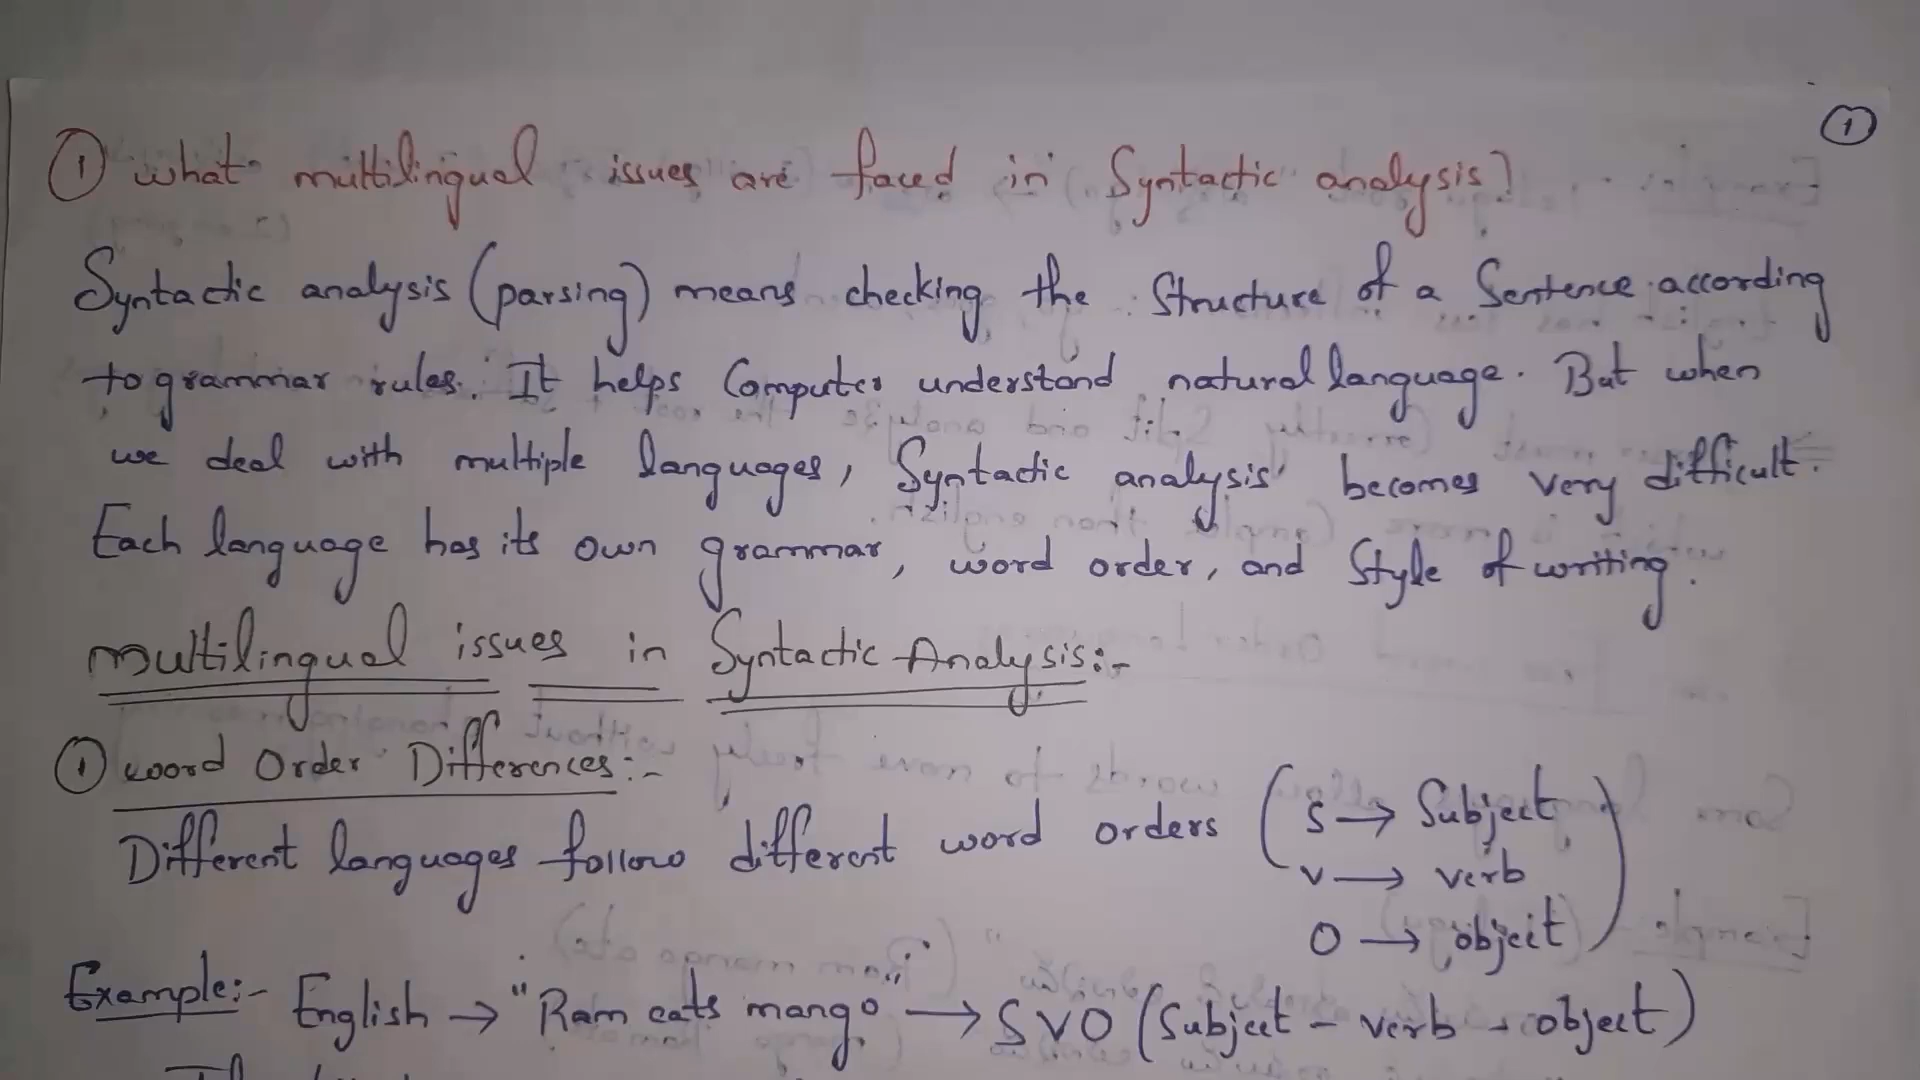 ①
① what multilingual issues are faced in Syntactic analysis?
Syntactic analysis (parsing) means checking the Structure of a Sentence according
to grammar rules. It helps Computer understand natural language. But when
we deal with multiple languages, Syntactic analysis becomes very difficult.
Each language has its own grammar, word order, and Style of writing.
multilingual issues in Syntactic Analysis:-
① word Order Differences:-
Different languages follow different word orders (S → Subject
V → verb
O → object)
Example:- English → "Ram eats mango" → SVO (Subject - verb - object)